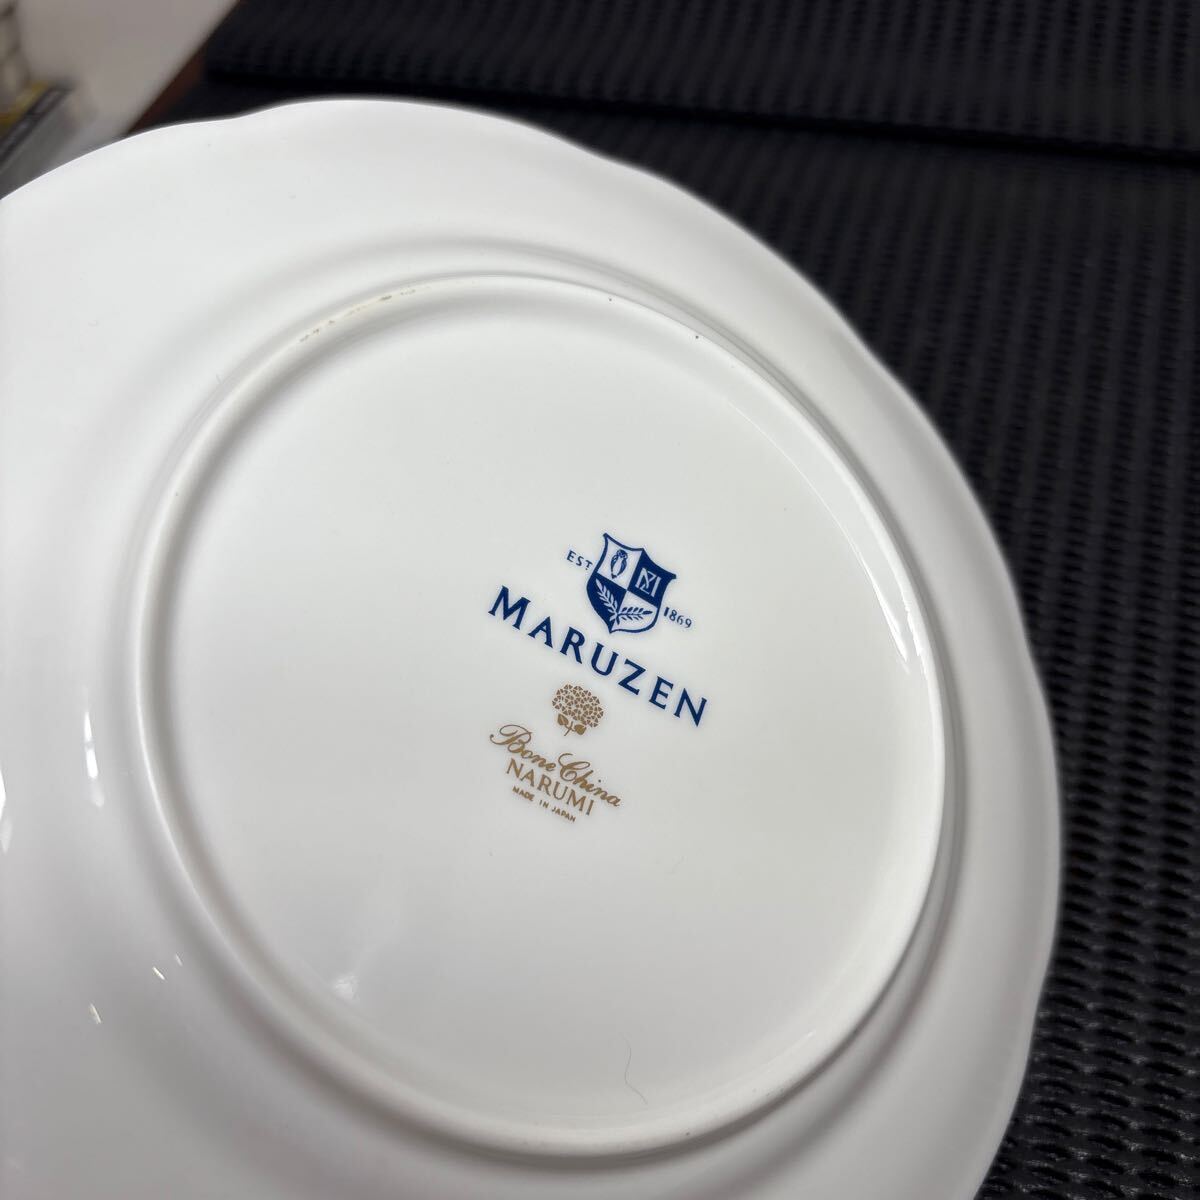 EST 1869
MARUZEN
Bone China
NARUMI
MADE IN JAPAN